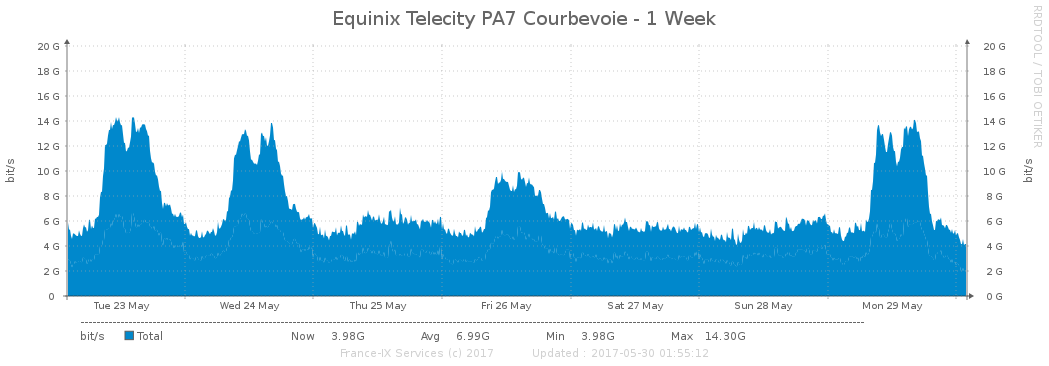 Equinix Telecity PA7 Courbevoie - 1 Week
RRDTOOL / TOBI OETIKER
20 G 20 G
18 G 18 G
16 G 16 G
14 G 14 G
12 G 12 G
10 G 10 G
8 G 8 G
6 G 6 G
4 G 4 G
2 G 2 G
0 0 G
bit/s
bit/s
Tue 23 May Wed 24 May Thu 25 May Fri 26 May Sat 27 May Sun 28 May Mon 29 May
bit/s Total Now 3.98G Avg 6.99G Min 3.98G Max 14.30G
France-IX Services (c) 2017 Updated : 2017-05-30 01:55:12